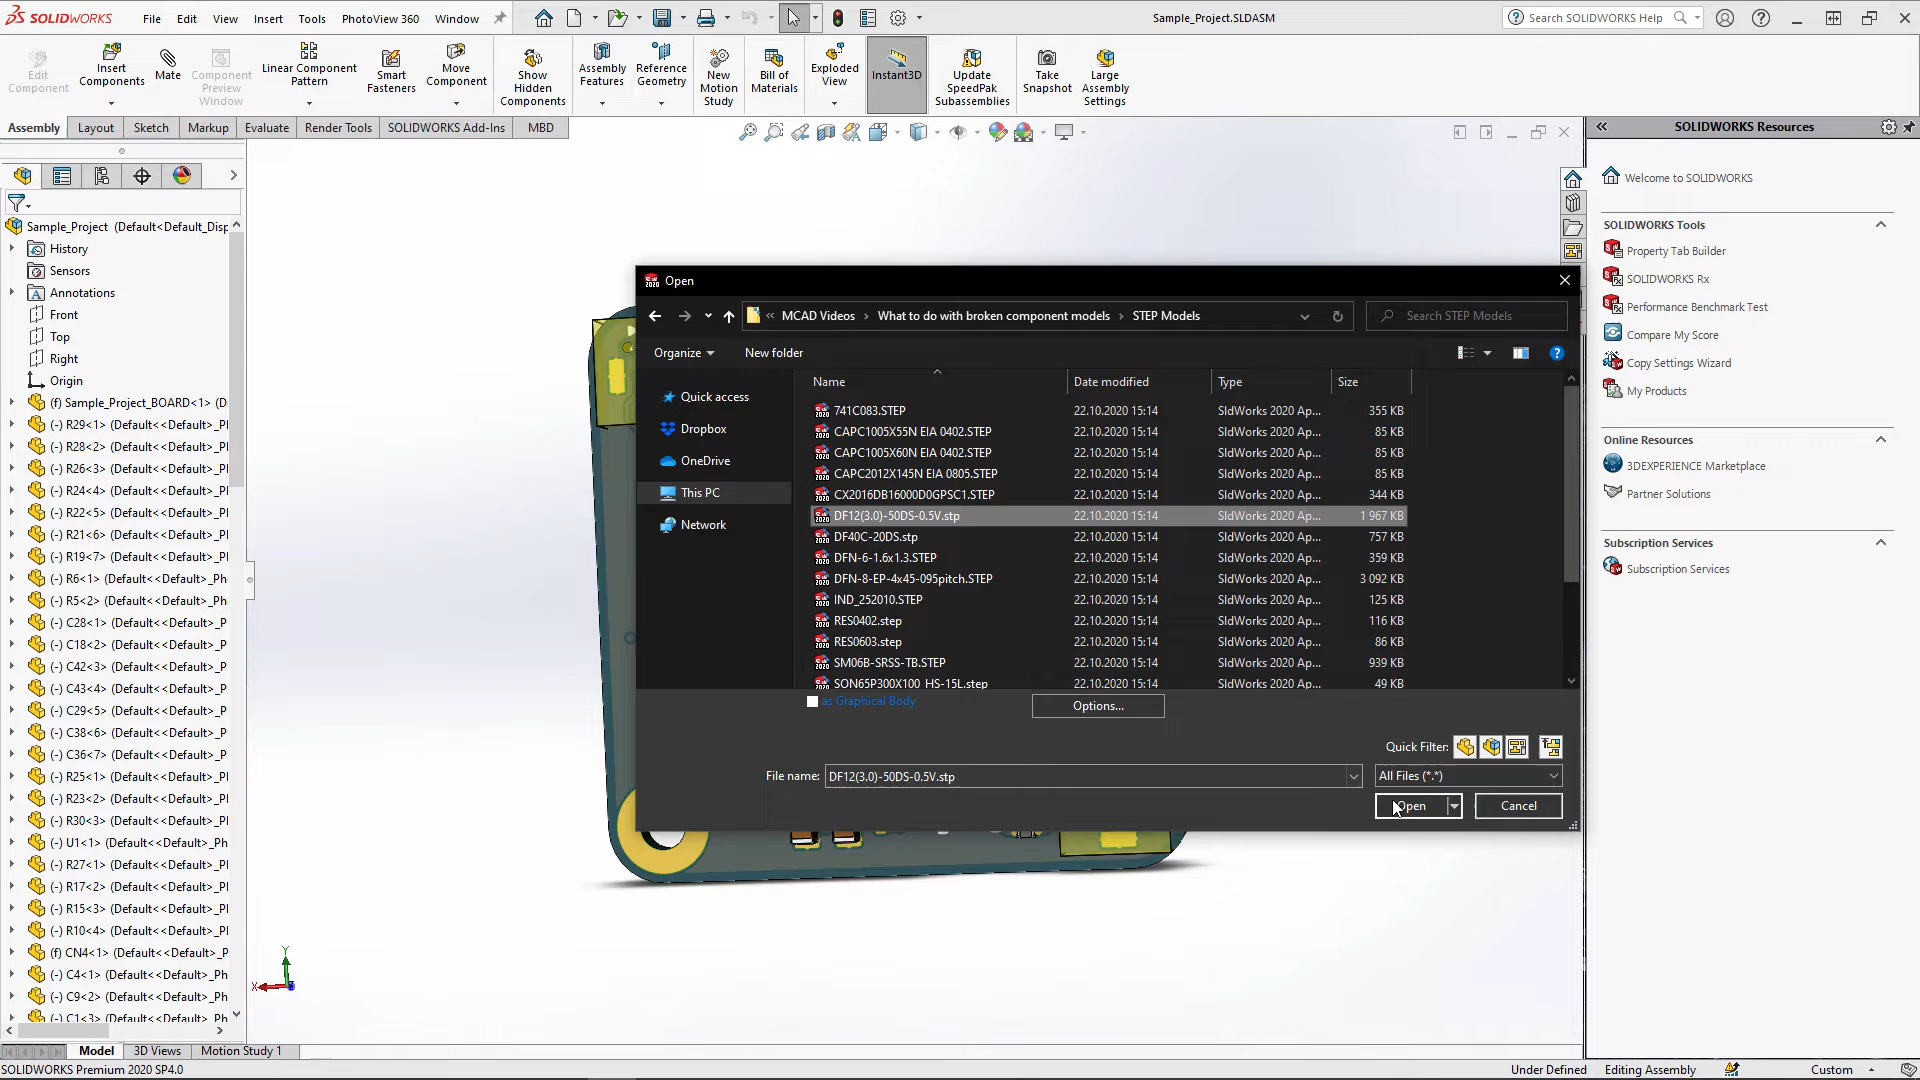 SOLIDWORKS File Edit View Insert Tools PhotoView 360 Window Sample_Project.SLDASM Search SOLIDWORKS Help
Edit Component
Insert Components
Mate
Component Preview Window
Linear Component Pattern
Smart Fasteners
Move Component
Show Hidden Components
Assembly Features
Reference Geometry
New Motion Study
Bill of Materials
Exploded View
Instant3D
Update SpeedPak Subassemblies
Take Snapshot
Large Assembly Settings
Assembly Layout Sketch Markup Evaluate Render Tools SOLIDWORKS Add-Ins MBD
Sample_Project (Default<Default_Disp
History
Sensors
Annotations
Front
Top
Right
Origin
(f) Sample_Project_BOARD<1> (D
(-) R29<1> (Default<<Default>_Pl
(-) R28<2> (Default<<Default>_Pl
(-) R26<3> (Default<<Default>_Pl
(-) R24<4> (Default<<Default>_Pl
(-) R22<5> (Default<<Default>_Pl
(-) R21<6> (Default<<Default>_Pl
(-) R19<7> (Default<<Default>_Pl
(-) R6<1> (Default<<Default>_Ph
(-) R5<2> (Default<<Default>_Ph
(-) C28<1> (Default<<Default>_Pl
(-) C18<2> (Default<<Default>_Pl
(-) C42<3> (Default<<Default>_Pl
(-) C43<4> (Default<<Default>_Pl
(-) C29<5> (Default<<Default>_Pl
(-) C38<6> (Default<<Default>_P
(-) C36<7> (Default<<Default>_P
(-) R25<1> (Default<<Default>_Pl
(-) R23<2> (Default<<Default>_Pl
(-) R30<3> (Default<<Default>_Pl
(-) U1<1> (Default<<Default>_Ph
(-) R27<1> (Default<<Default>_Pl
(-) R17<2> (Default<<Default>_Pl
(-) R15<3> (Default<<Default>_Pl
(-) R10<4> (Default<<Default>_Pl
(f) CN4<1> (Default<<Default>_P
(-) C4<1> (Default<<Default>_Ph
(-) C9<2> (Default<<Default>_Ph
(-) C1<3> (Default<<Default>_Ph
Open
« MCAD Videos > What to do with broken component models > STEP Models
Search STEP Models
Organize New folder
Quick access
Dropbox
OneDrive
This PC
Network
Name Date modified Type Size
741C083.STEP 22.10.2020 15:14 SldWorks 2020 Ap... 355 KB
CAPC1005X55N EIA 0402.STEP 22.10.2020 15:14 SldWorks 2020 Ap... 85 KB
CAPC1005X60N EIA 0402.STEP 22.10.2020 15:14 SldWorks 2020 Ap... 85 KB
CAPC2012X145N EIA 0805.STEP 22.10.2020 15:14 SldWorks 2020 Ap... 85 KB
CX2016DB16000D0GPSC1.STEP 22.10.2020 15:14 SldWorks 2020 Ap... 344 KB
DF12(3.0)-50DS-0.5V.stp 22.10.2020 15:14 SldWorks 2020 Ap... 1 967 KB
DF40C-20DS.stp 22.10.2020 15:14 SldWorks 2020 Ap... 757 KB
DFN-6-1.6x1.3.STEP 22.10.2020 15:14 SldWorks 2020 Ap... 359 KB
DFN-8-EP-4x45-095pitch.STEP 22.10.2020 15:14 SldWorks 2020 Ap... 3 092 KB
IND_252010.STEP 22.10.2020 15:14 SldWorks 2020 Ap... 125 KB
RES0402.step 22.10.2020 15:14 SldWorks 2020 Ap... 116 KB
RES0603.step 22.10.2020 15:14 SldWorks 2020 Ap... 86 KB
SM06B-SRSS-TB.STEP 22.10.2020 15:14 SldWorks 2020 Ap... 939 KB
SON65P300X100 HS-15L.step 22.10.2020 15:14 SldWorks 2020 Ap... 49 KB
as Graphical Body
Options...
Quick Filter:
File name: DF12(3.0)-50DS-0.5V.stp All Files (*.*)
Open Cancel
SOLIDWORKS Resources
Welcome to SOLIDWORKS
SOLIDWORKS Tools
Property Tab Builder
SOLIDWORKS Rx
Performance Benchmark Test
Compare My Score
Copy Settings Wizard
My Products
Online Resources
3DEXPERIENCE Marketplace
Partner Solutions
Subscription Services
Subscription Services
Model 3D Views Motion Study 1
SOLIDWORKS Premium 2020 SP4.0 Under Defined Editing Assembly Custom